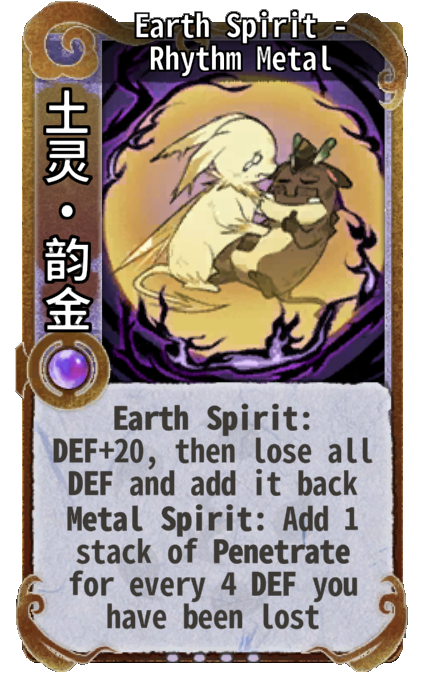 Earth Spirit -
Rhythm Metal
土灵·韵金
Earth Spirit:
DEF+20, then lose all
DEF and add it back
Metal Spirit: Add 1
stack of Penetrate
for every 4 DEF you
have been lost